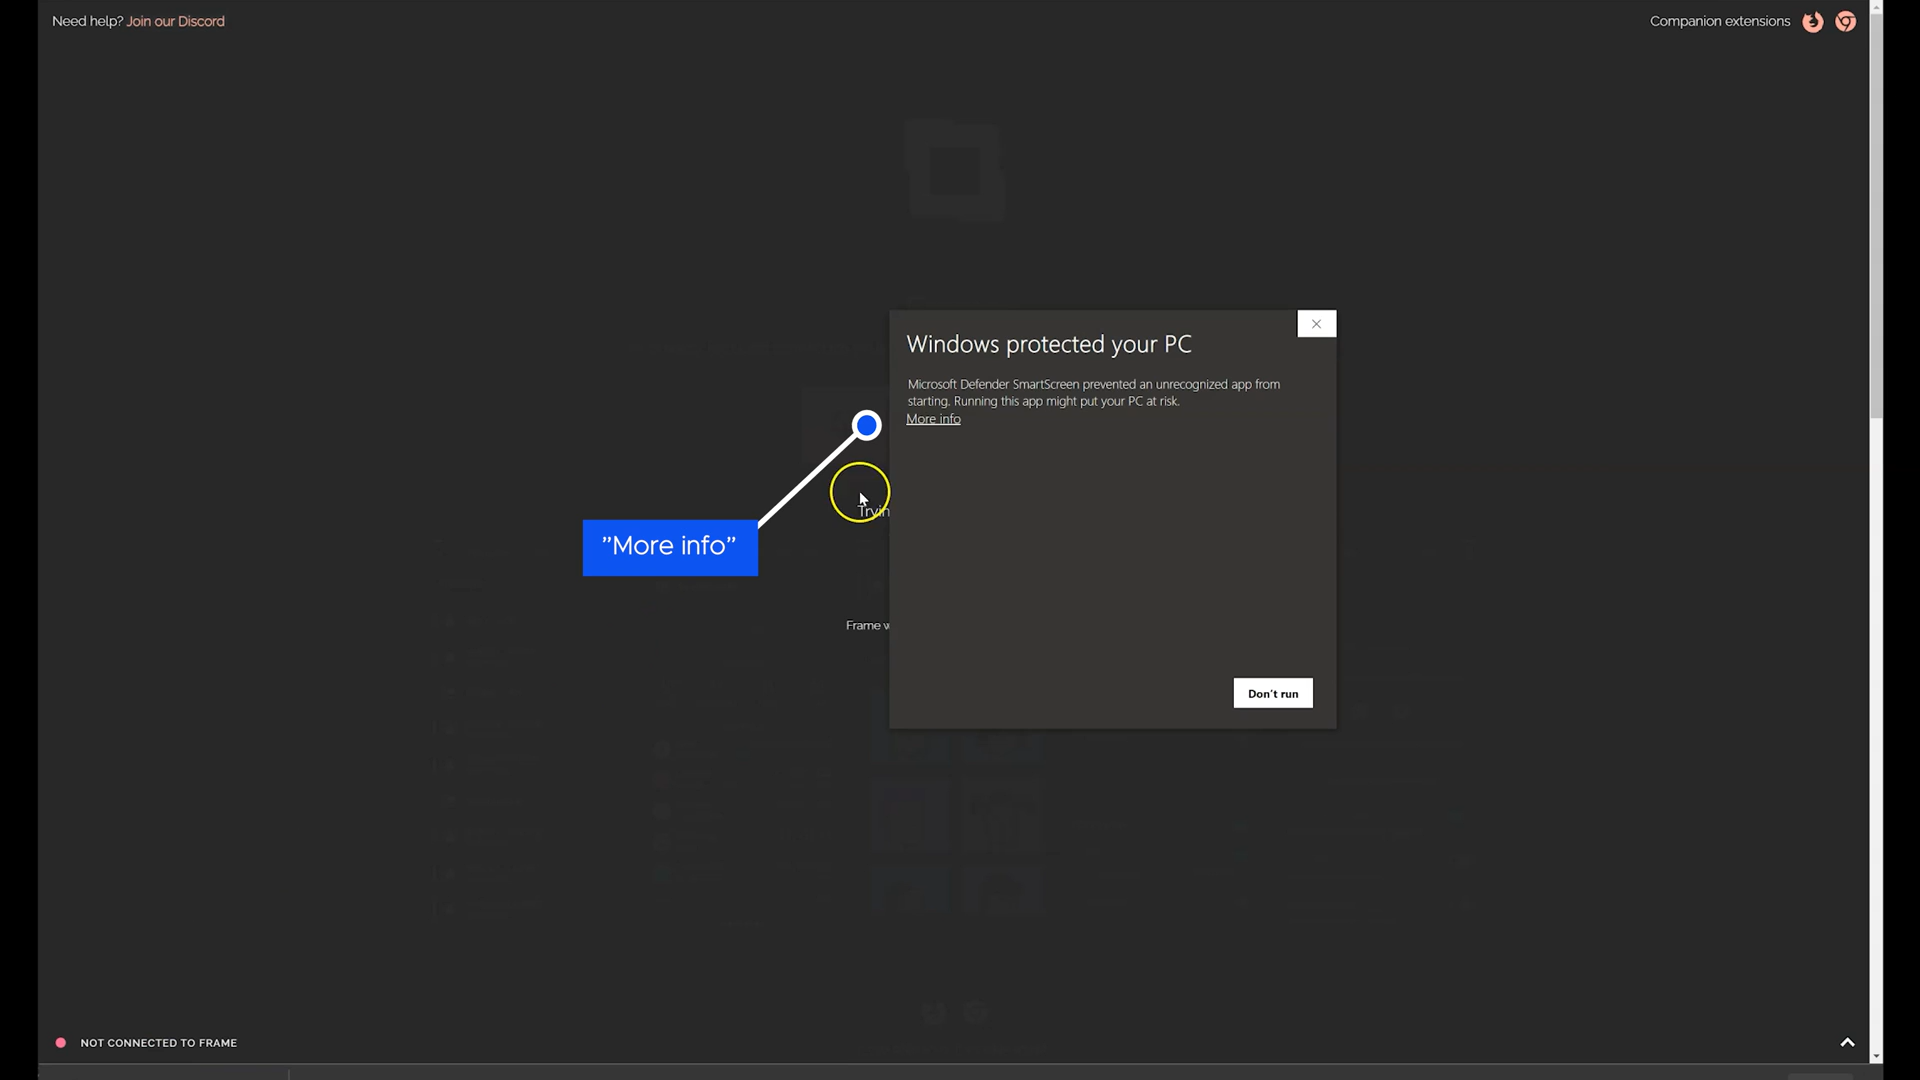 Need help? Join our Discord
Companion extensions
Windows protected your PC
Microsoft Defender SmartScreen prevented an unrecognized app from
starting. Running this app might put your PC at risk.
More info
Tryin
”More info”
Frame w
Don't run
NOT CONNECTED TO FRAME